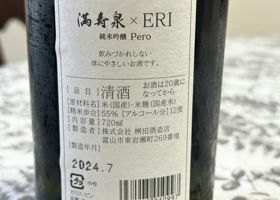 満寿泉×ERI
純米吟醸 Pero
飲みづかれしない
体にやさしいお酒です。
[品目]清酒 お酒は20歳に
なってから
[原材料名]米(国産)・米麹(国産米)
[精米歩合]55% [アルコール分]12度
[内容量]720㎖
[製造者]株式会社 桝田酒造店
富山市東岩瀬町269番地
[製造年月]
2024.7